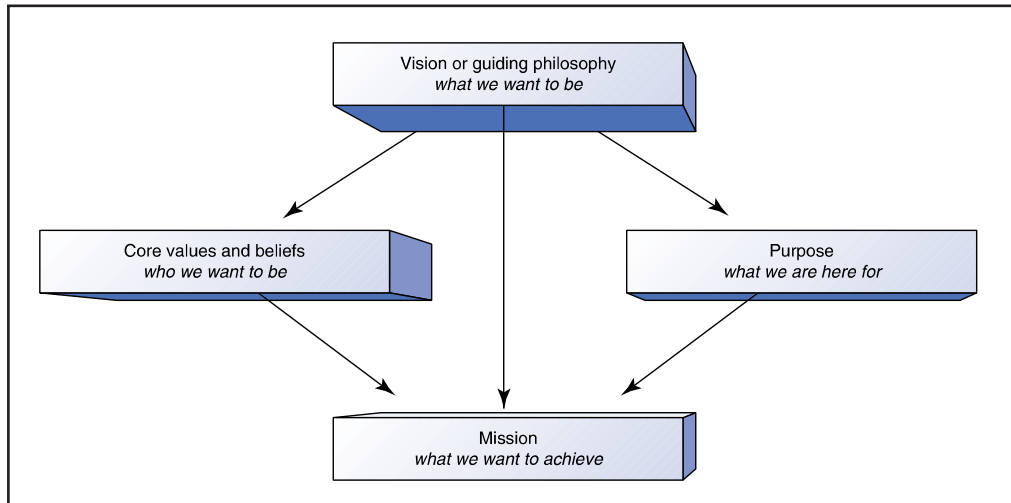 Vision or guiding philosophy
what we want to be
Core values and beliefs
who we want to be
Purpose
what we are here for
Mission
what we want to achieve